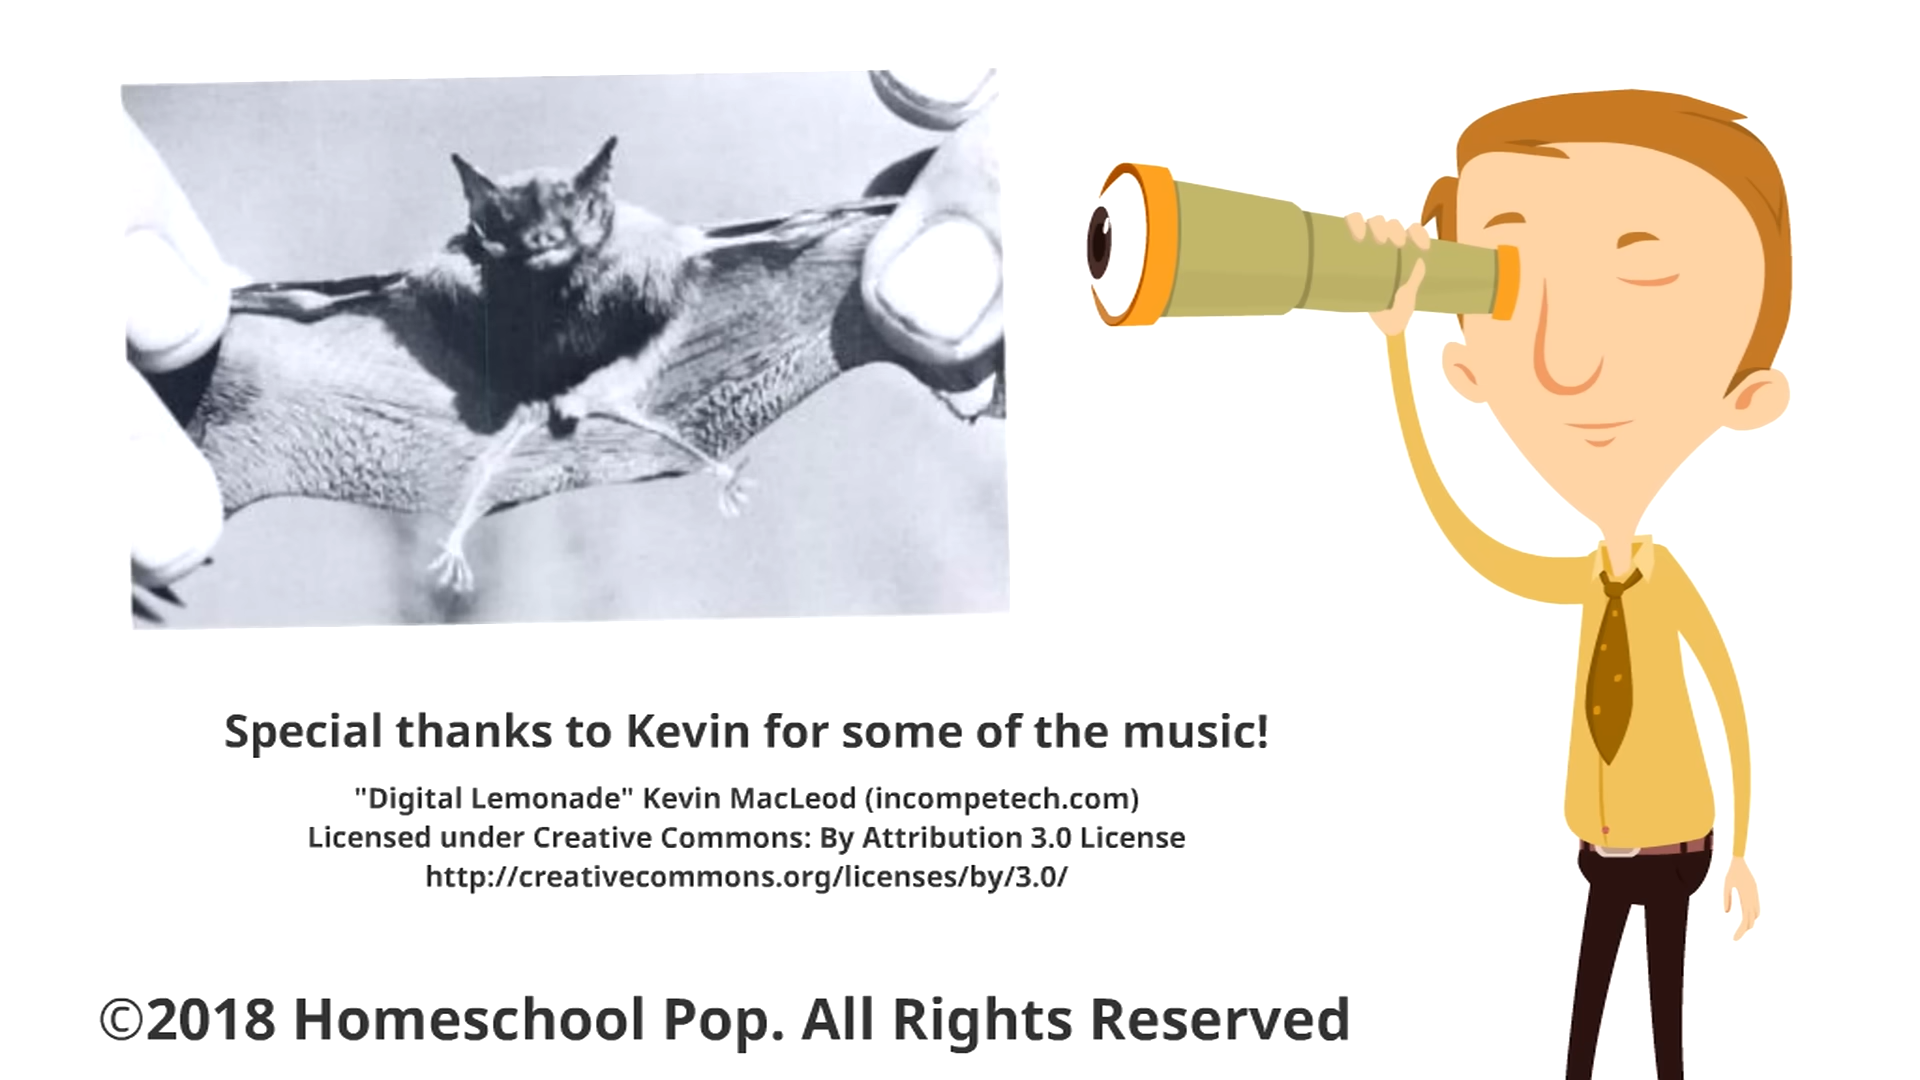 Special thanks to Kevin for some of the music!
"Digital Lemonade" Kevin MacLeod (incompetech.com)
Licensed under Creative Commons: By Attribution 3.0 License
http://creativecommons.org/licenses/by/3.0/
©2018 Homeschool Pop. All Rights Reserved